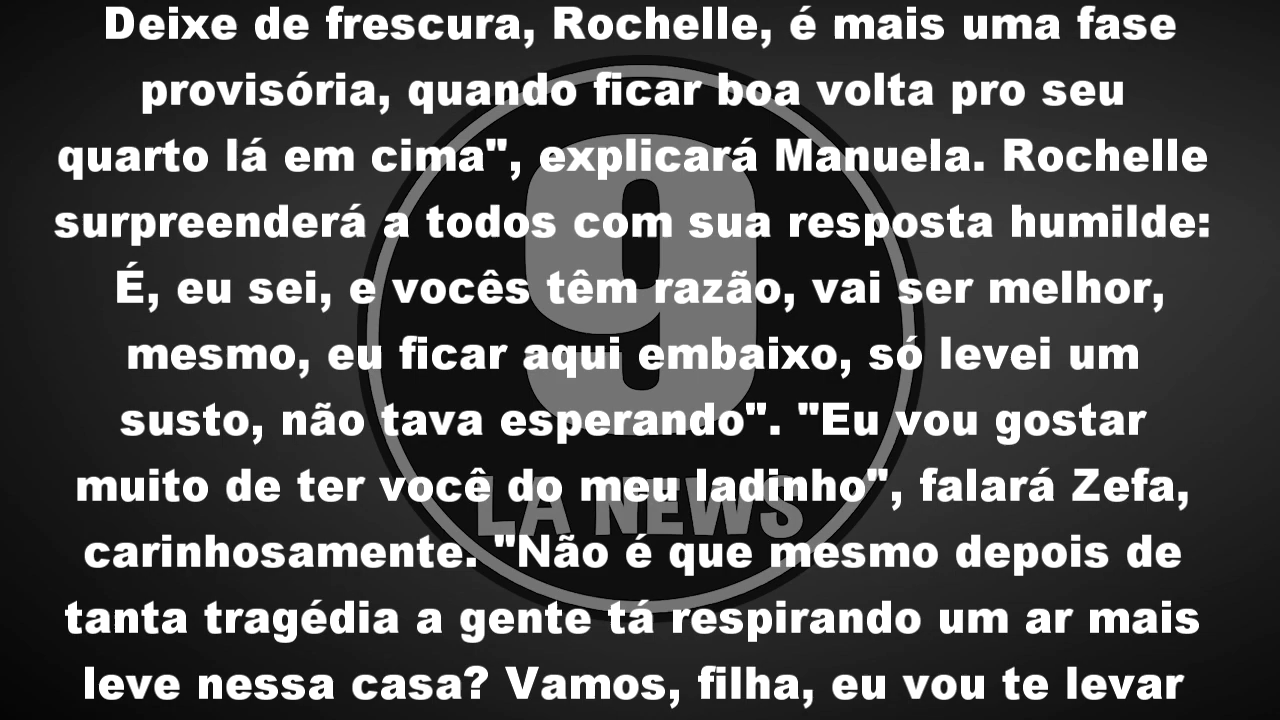 Deixe de frescura, Rochelle, é mais uma fase
provisória, quando ficar boa volta pro seu
quarto lá em cima", explicará Manuela. Rochelle
surpreenderá a todos com sua resposta humilde:
É, eu sei, e vocês têm razão, vai ser melhor,
mesmo, eu ficar aqui embaixo, só levei um
susto, não tava esperando". "Eu vou gostar
muito de ter você do meu ladinho", falará Zefa,
carinhosamente. "Não é que mesmo depois de
tanta tragédia a gente tá respirando um ar mais
leve nessa casa? Vamos, filha, eu vou te levar
9
LA NEWS